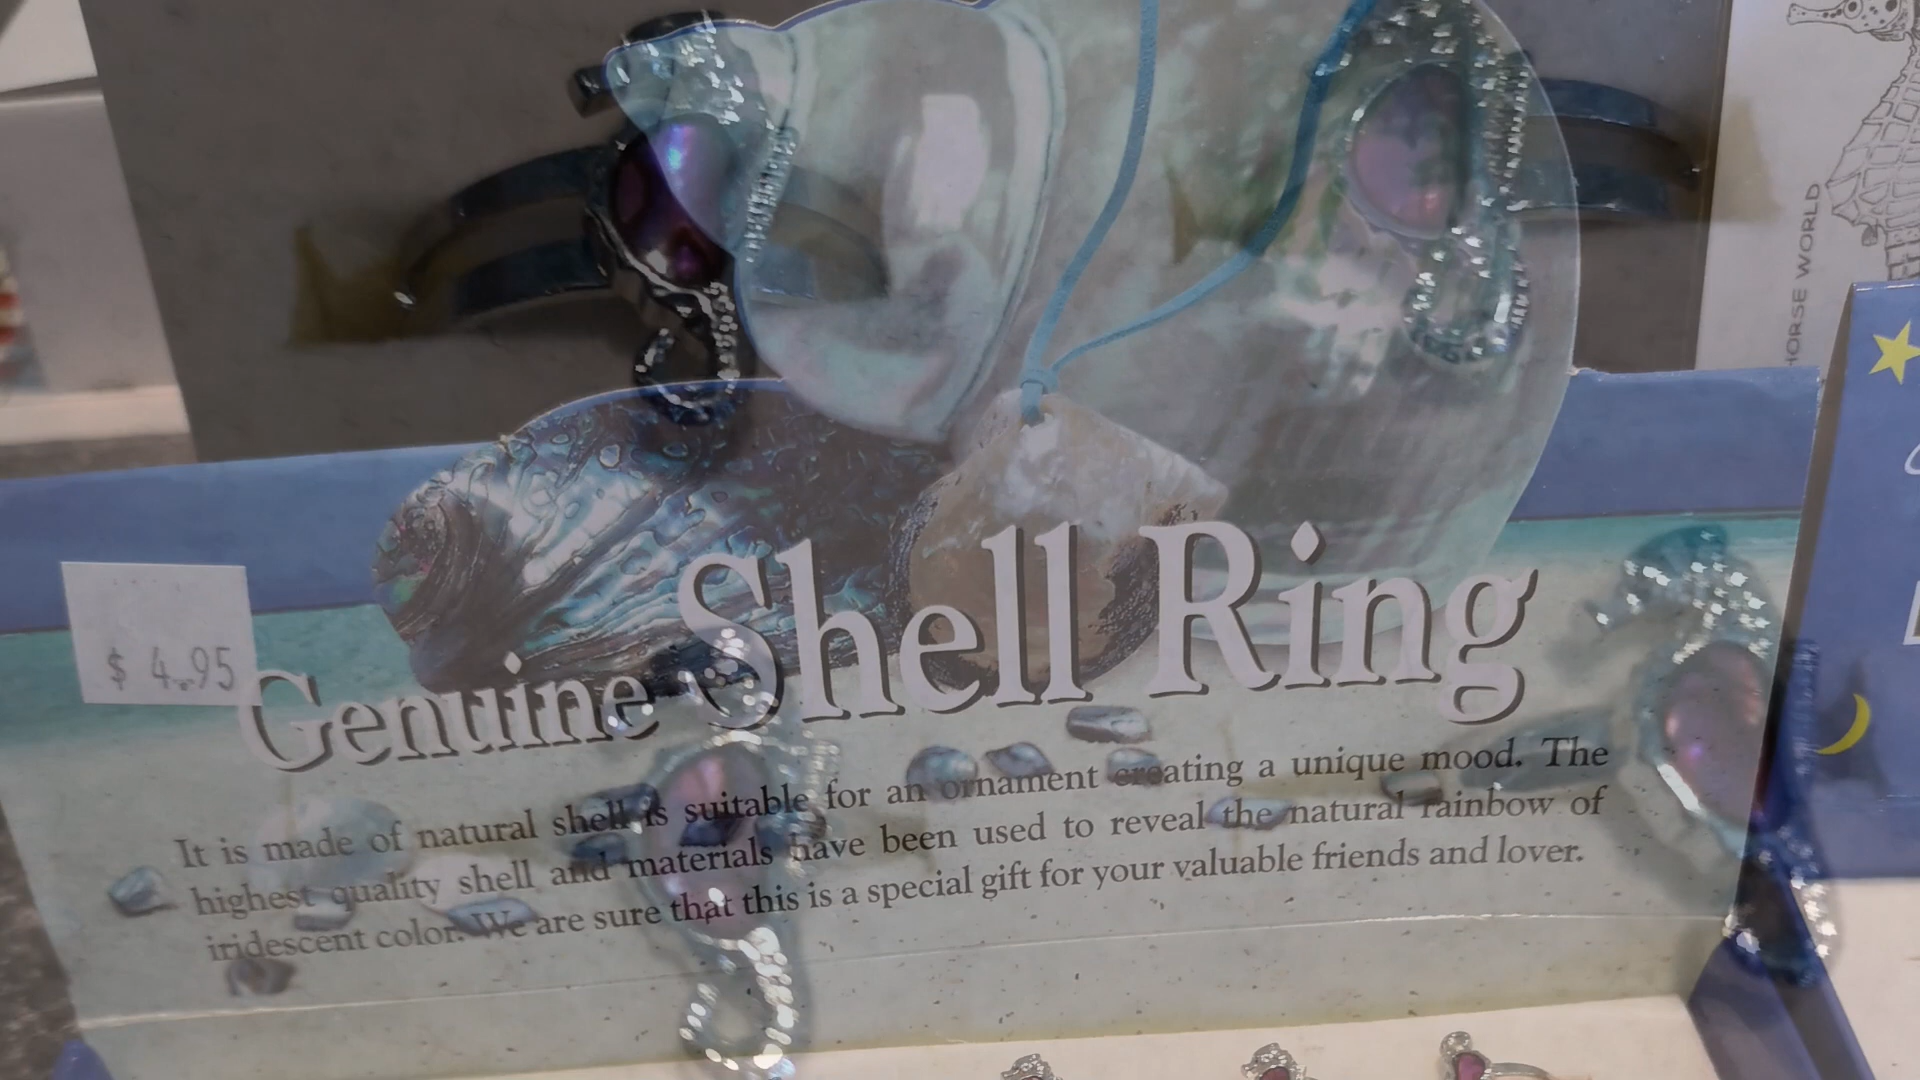 HORSE WORLD
$ 4.95
Genuine Shell Ring
It is made of natural shell is suitable for an ornament creating a unique mood. The
highest quality shell and materials have been used to reveal the natural rainbow of
iridescent color. We are sure that this is a special gift for your valuable friends and lover.